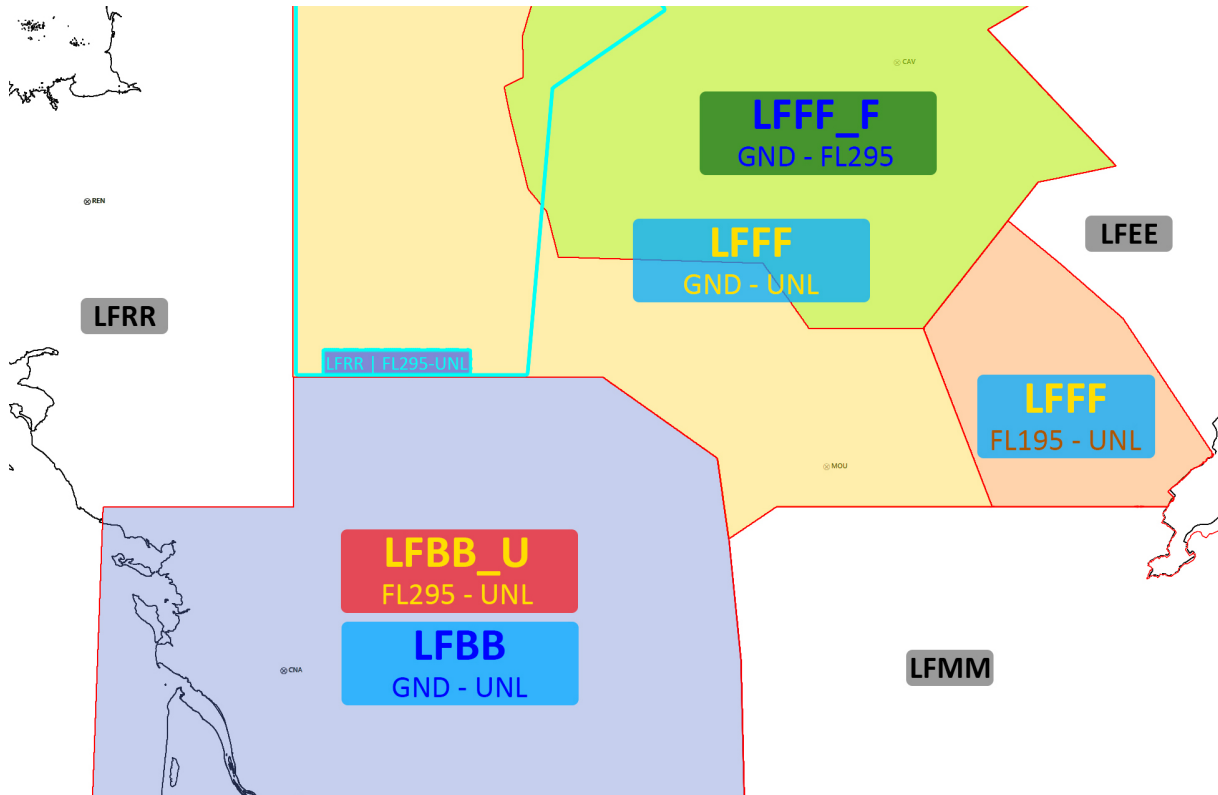 CAV
LFFF_F
GND - FL295
REN
LFFF
GND - UNL
LFEE
LFRR
LFRR | FL295-UNL
LFFF
FL195 - UNL
MOU
LFBB_U
FL295 - UNL
LFBB
GND - UNL
CNA
LFMM